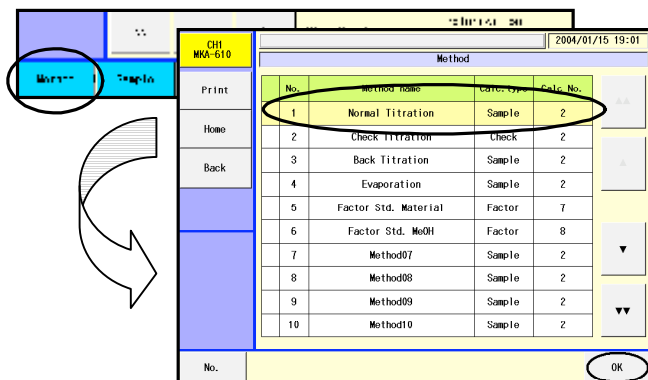 Sample
CH1
MKA-610
2004/01/15 19:01
Method
Print
Home
Back
No. Method name Calc.type Calc No.
1 Normal Titration Sample 2
2 Check Titration Check 2
3 Back Titration Sample 2
4 Evaporation Sample 2
5 Factor Std. Material Factor 7
6 Factor Std. MeOH Factor 8
7 Method07 Sample 2
8 Method08 Sample 2
9 Method09 Sample 2
10 Method10 Sample 2
No.
OK